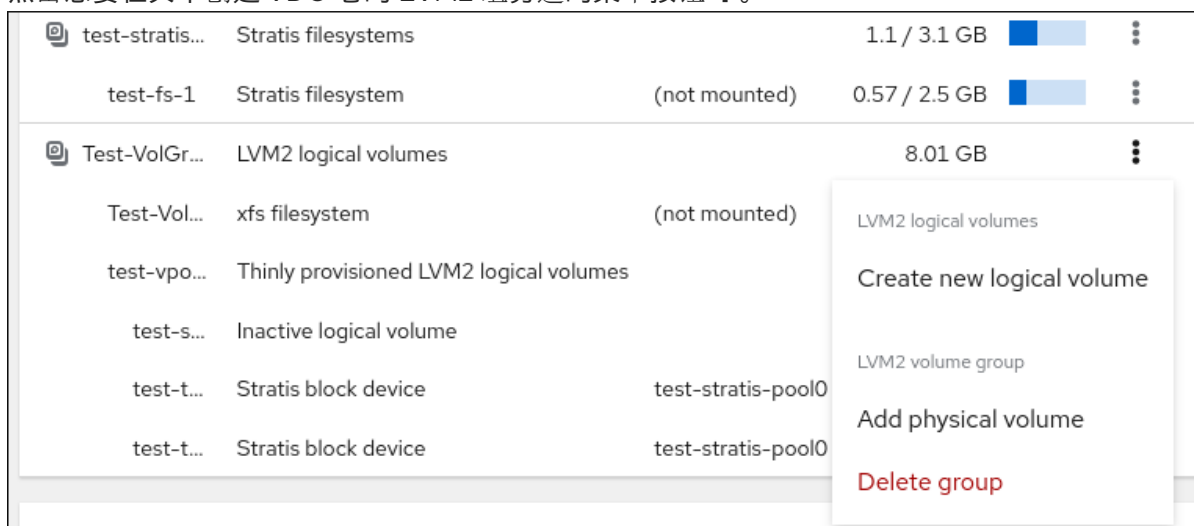 test-stratis... Stratis filesystems 1.1 / 3.1 GB
test-fs-1 Stratis filesystem (not mounted) 0.57 / 2.5 GB
Test-VolGr... LVM2 logical volumes 8.01 GB
Test-Vol... xfs filesystem (not mounted)
LVM2 logical volumes
test-vpo... Thinly provisioned LVM2 logical volumes
Create new logical volume
test-s... Inactive logical volume
LVM2 volume group
test-t... Stratis block device test-stratis-pool0
Add physical volume
test-t... Stratis block device test-stratis-pool0
Delete group